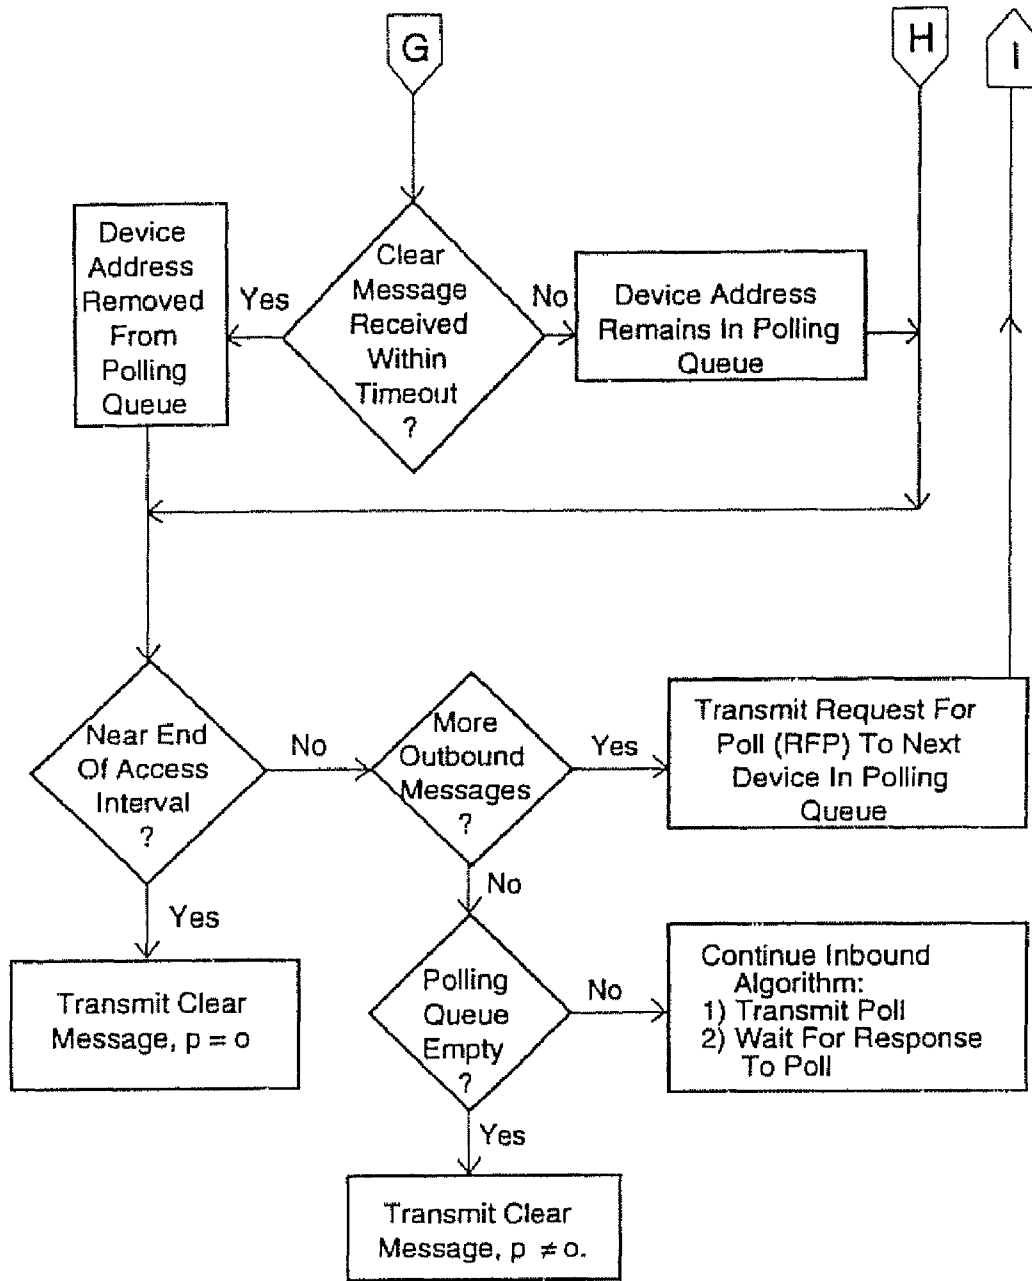 G
H
I
Device
Address
Removed
From
Polling
Queue
Yes
Clear
Message
Received
Within
Timeout
?
No
Device Address
Remains In Polling
Queue
Near End
Of Access
Interval
?
No
More
Outbound
Messages
?
Yes
Transmit Request For
Poll (RFP) To Next
Device In Polling
Queue
Yes
Transmit Clear
Message, p = o
No
Polling
Queue
Empty
?
No
Continue Inbound
Algorithm:
1) Transmit Poll
2) Wait For Response
To Poll
Yes
Transmit Clear
Message, p ≠ o.